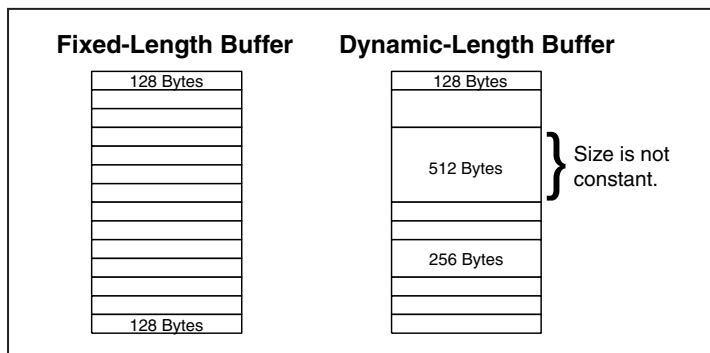 Fixed-Length Buffer
128 Bytes
128 Bytes
Dynamic-Length Buffer
128 Bytes
512 Bytes
Size is not
constant.
256 Bytes